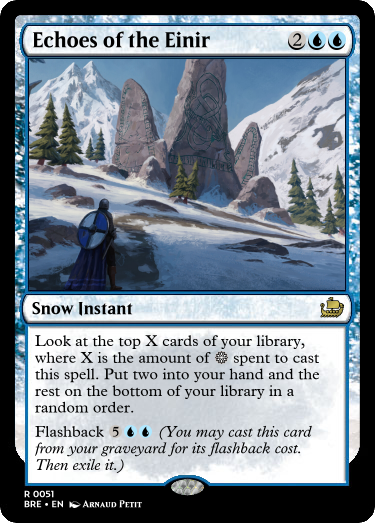 Echoes of the Einir 2
Snow Instant
Look at the top X cards of your library,
where X is the amount of spent to cast
this spell. Put two into your hand and the
rest on the bottom of your library in a
random order.
Flashback 5 (You may cast this card
from your graveyard for its flashback cost.
Then exile it.)
R 0051
BRE • EN Arnaud Petit